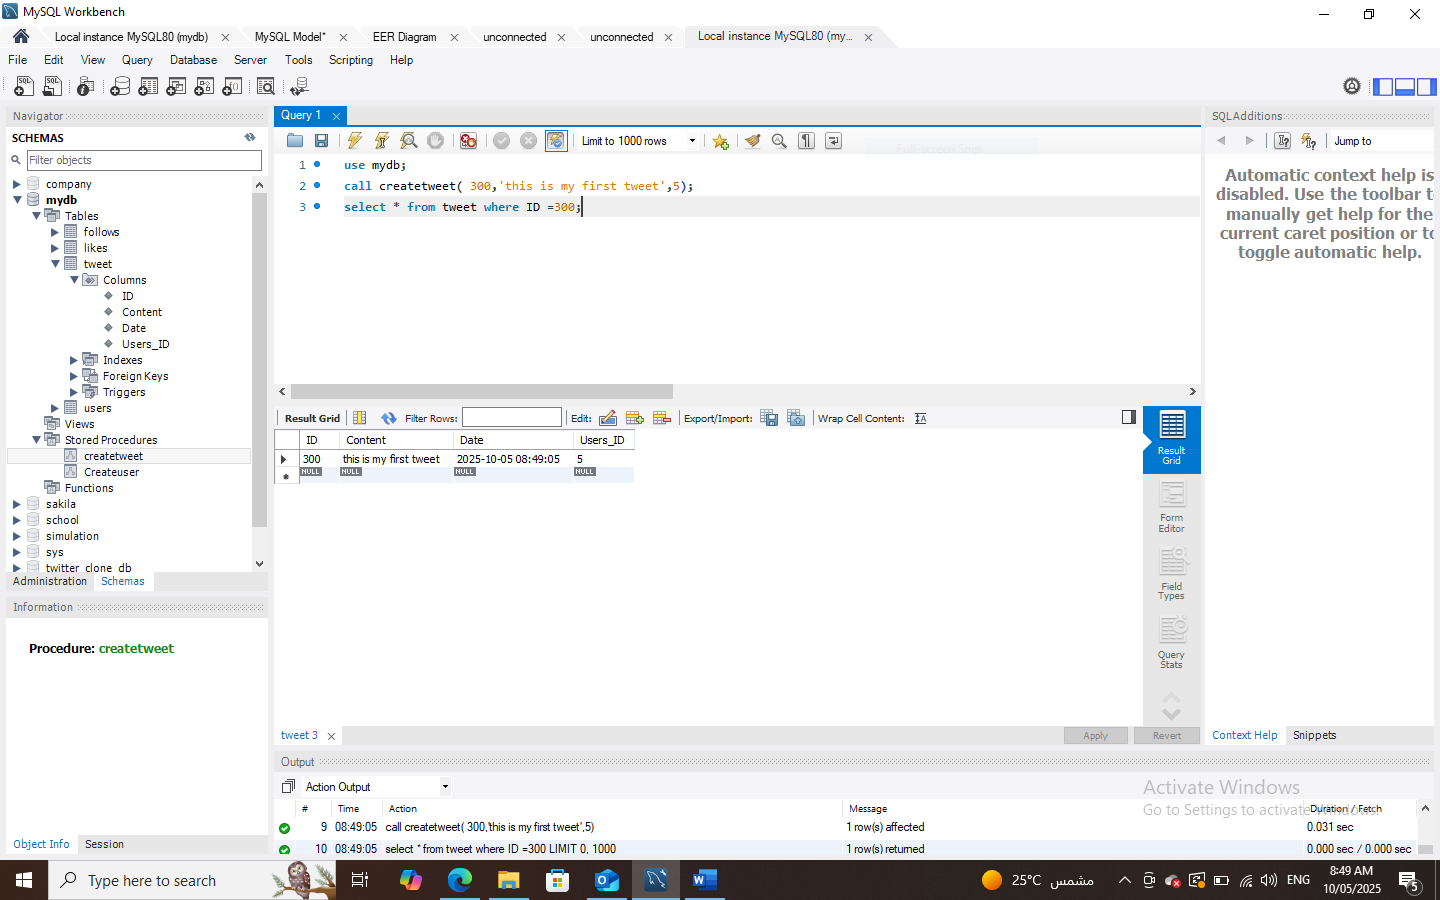 MySQL Workbench
Local instance MySQL80 (mydb)
MySQL Model*
EER Diagram
unconnected
unconnected
Local instance MySQL80 (my...
File Edit View Query Database Server Tools Scripting Help
Navigator
SCHEMAS
Filter objects
company
mydb
Tables
follows
likes
tweet
Columns
ID
Content
Date
Users_ID
Indexes
Foreign Keys
Triggers
users
Views
Stored Procedures
createtweet
Createuser
Functions
sakila
school
simulation
sys
twitter_clone_db
Administration Schemas
Information
Procedure: createtweet
Object Info Session
Query 1
Limit to 1000 rows
1 use mydb;
2 call createtweet( 300,'this is my first tweet',5);
3 select * from tweet where ID =300;
Result Grid Filter Rows: Edit: Export/Import: Wrap Cell Content:
ID Content Date Users_ID
300 this is my first tweet 2025-10-05 08:49:05 5
NULL NULL NULL NULL
Result
Grid
Form
Editor
Field
Types
Query
Stats
tweet 3
Apply Revert
SQLAdditions
Jump to
Automatic context help is
disabled. Use the toolbar t
manually get help for the
current caret position or to
toggle automatic help.
Context Help Snippets
Output
Action Output
# Time Action Message Duration / Fetch
9 08:49:05 call createtweet( 300,'this is my first tweet',5) 1 row(s) affected 0.031 sec
10 08:49:05 select * from tweet where ID =300 LIMIT 0, 1000 1 row(s) returned 0.000 sec / 0.000 sec
Activate Windows
Go to Settings to activate Windows.
Type here to search
25°C مشمس
ENG
8:49 AM
10/05/2025
5